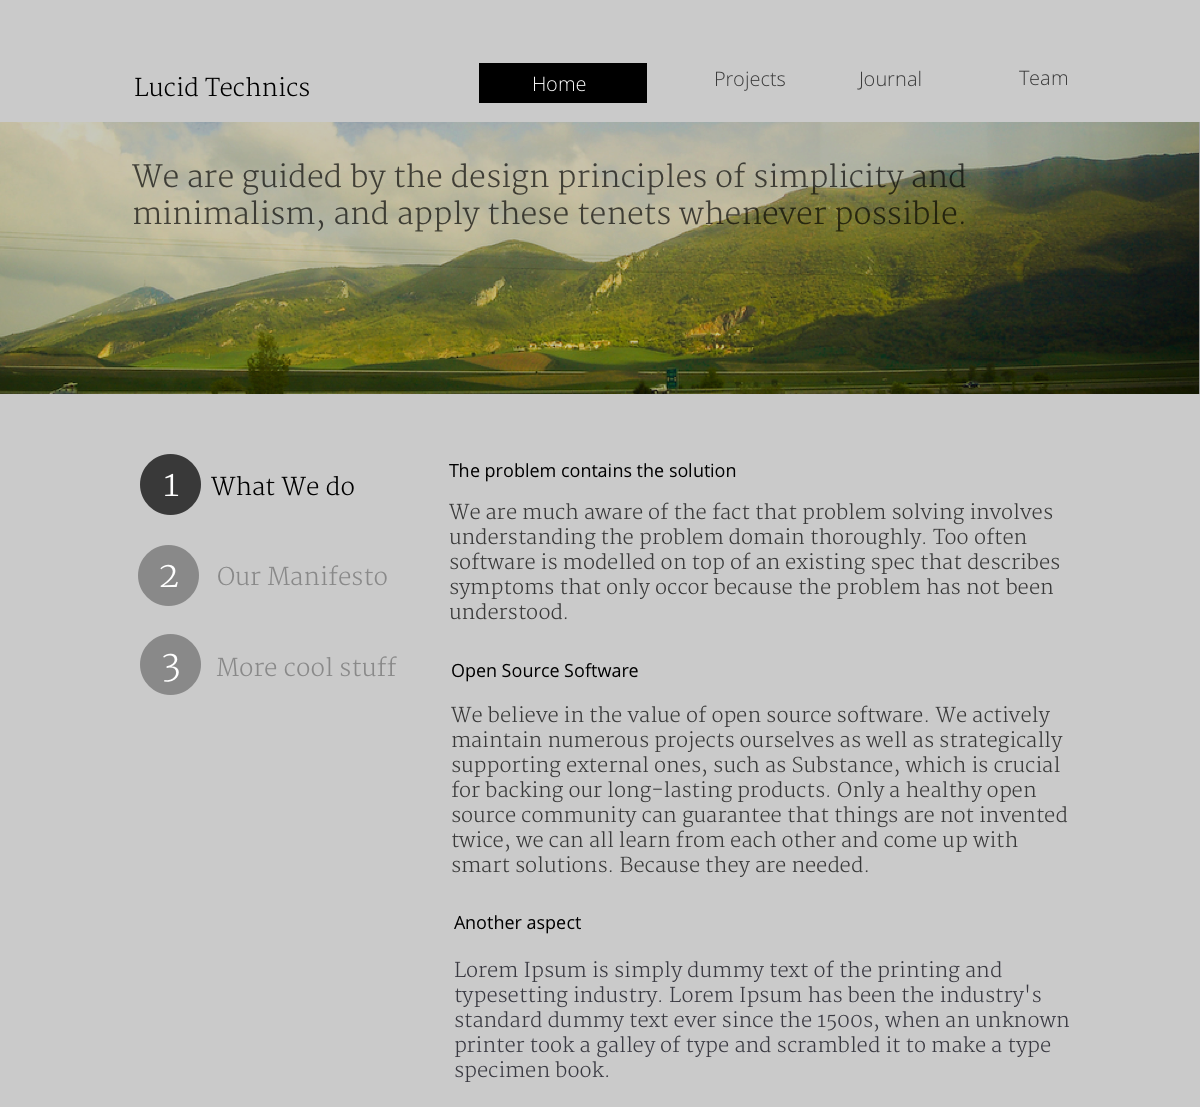 Lucid Technics
Home
Projects
Journal
Team
We are guided by the design principles of simplicity and
minimalism, and apply these tenets whenever possible.
1
What We do
2
Our Manifesto
3
More cool stuff
The problem contains the solution
We are much aware of the fact that problem solving involves
understanding the problem domain thoroughly. Too often
software is modelled on top of an existing spec that describes
symptoms that only occor because the problem has not been
understood.
Open Source Software
We believe in the value of open source software. We actively
maintain numerous projects ourselves as well as strategically
supporting external ones, such as Substance, which is crucial
for backing our long-lasting products. Only a healthy open
source community can guarantee that things are not invented
twice, we can all learn from each other and come up with
smart solutions. Because they are needed.
Another aspect
Lorem Ipsum is simply dummy text of the printing and
typesetting industry. Lorem Ipsum has been the industry's
standard dummy text ever since the 1500s, when an unknown
printer took a galley of type and scrambled it to make a type
specimen book.